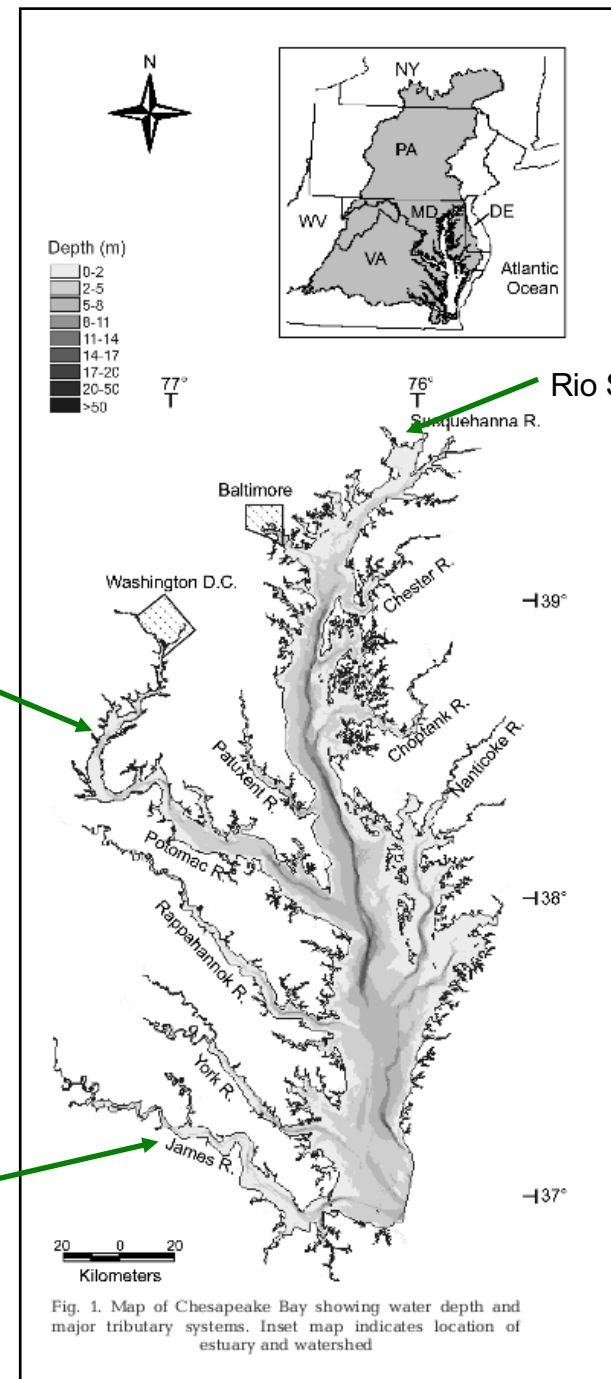 N
NY
PA
WV
MD
DE
VA
Atlantic
Ocean
Depth (m)
0-2
2-5
5-8
8-11
11-14
14-17
17-20
20-50
>50
77°
76°
Rio S
Susquehanna R.
Baltimore
Washington D.C.
Chester R.
39°
Choptank R.
Nanticoke R.
Patuxent R.
Potomac R.
38°
Rappahannok R.
York R.
James R.
37°
20 0 20
Kilometers
Fig. 1. Map of Chesapeake Bay showing water depth and
major tributary systems. Inset map indicates location of
estuary and watershed